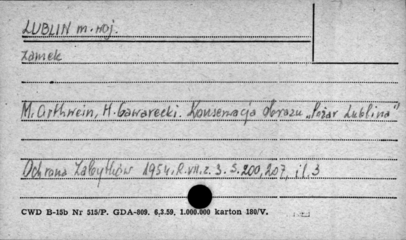 LUBLIN m. woj.
zamek
M. Arthwein, H. Gawarecki. Konserwacja obrazu „Pożar Lublina"
Ochrona Zabytków 1954, R.VII. z. 3. S. 200, 207, il. 3
CWD B-15b Nr 515/P. GDA-809. 6.3.59. 1.000.000 karton 180/V.